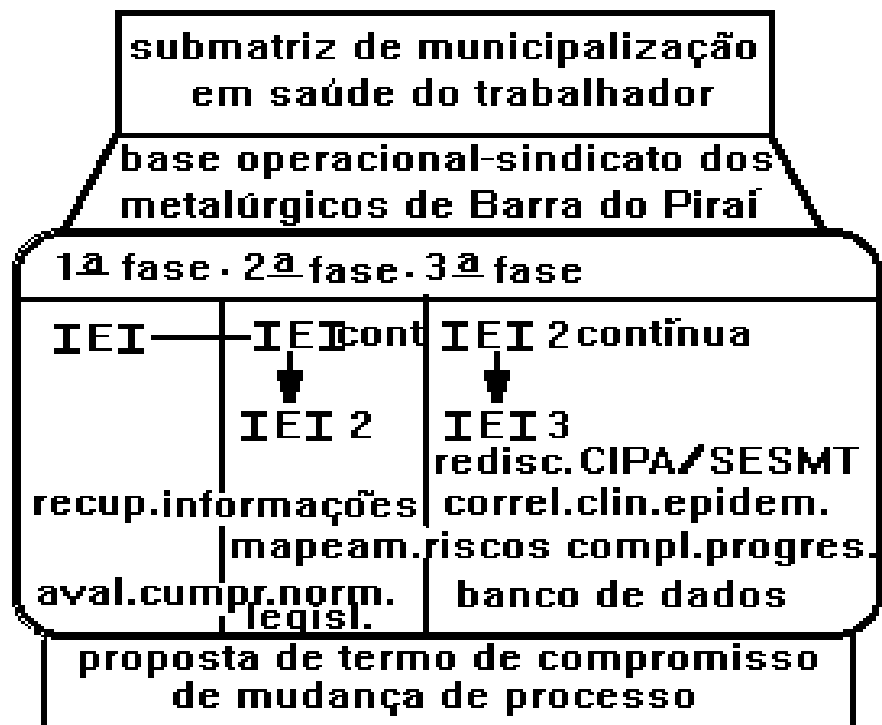 submatriz de municipalização
em saúde do trabalhador
base operacional-sindicato dos
metalúrgicos de Barra do Piraí
1ª fase . 2ª fase . 3ª fase
IEI IEI cont IEI 2 contínua
IEI 2 IEI 3
redisc.CIPA/SESMT
recup.informações correl.clin.epidem.
mapeam.riscos compl.progres.
aval.cumpr.norm. banco de dados
legisl.
proposta de termo de compromisso
de mudança de processo